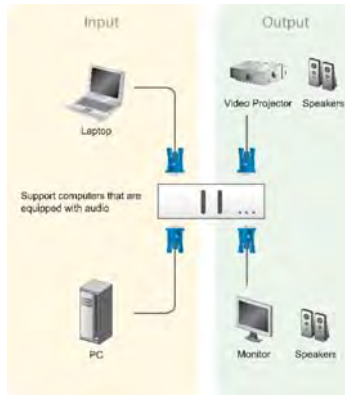 Input
Output
Laptop
Video Projector
Speakers
Support computers that are
equipped with audio
PC
Monitor
Speakers